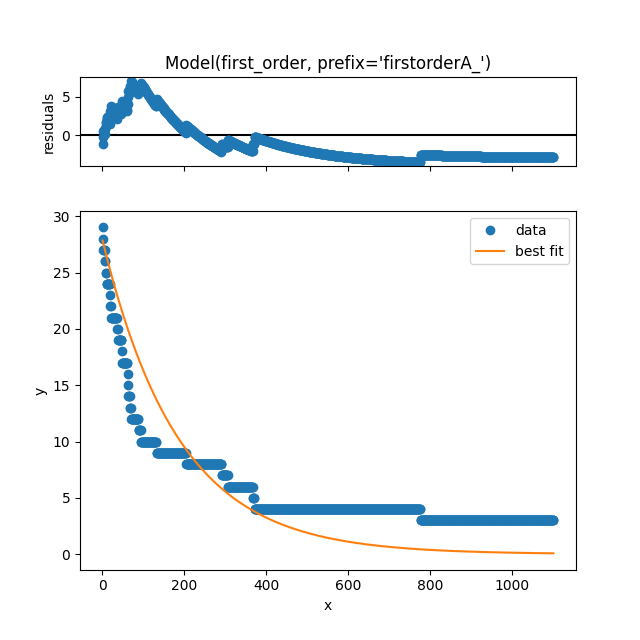 Model(first_order, prefix='firstorderA_')
residuals
5
0
30
25
20
15
10
5
0
y
data
best fit
0
200
400
600
800
1000
x